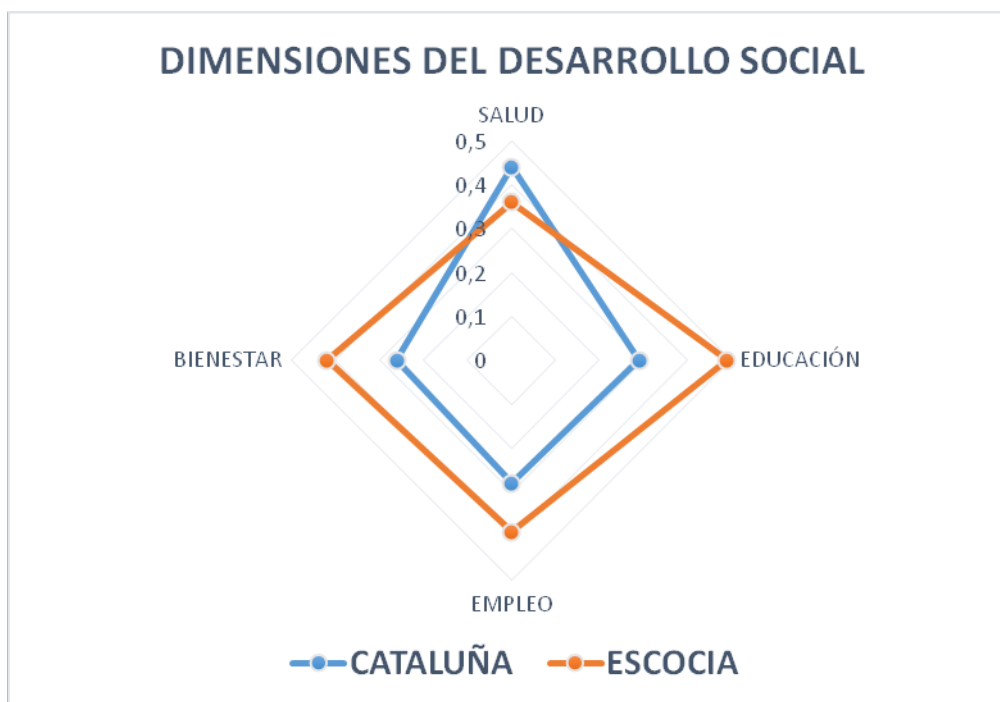 DIMENSIONES DEL DESARROLLO SOCIAL
SALUD
0,5
0,4
0,3
0,2
0,1
0
BIENESTAR
EDUCACIÓN
EMPLEO
CATALUÑA
ESCOCIA